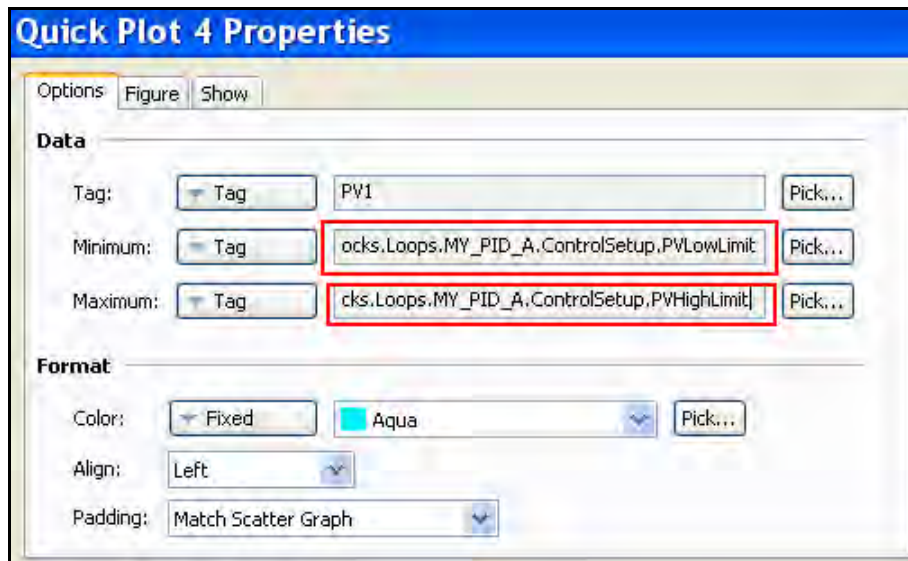 Quick Plot 4 Properties
Options Figure Show
Data
Tag: Tag PV1 Pick...
Minimum: Tag ocks.Loops.MY_PID_A.ControlSetup.PVLowLimit Pick...
Maximum: Tag cks.Loops.MY_PID_A.ControlSetup.PVHighLimit Pick...
Format
Color: Fixed Aqua Pick...
Align: Left
Padding: Match Scatter Graph